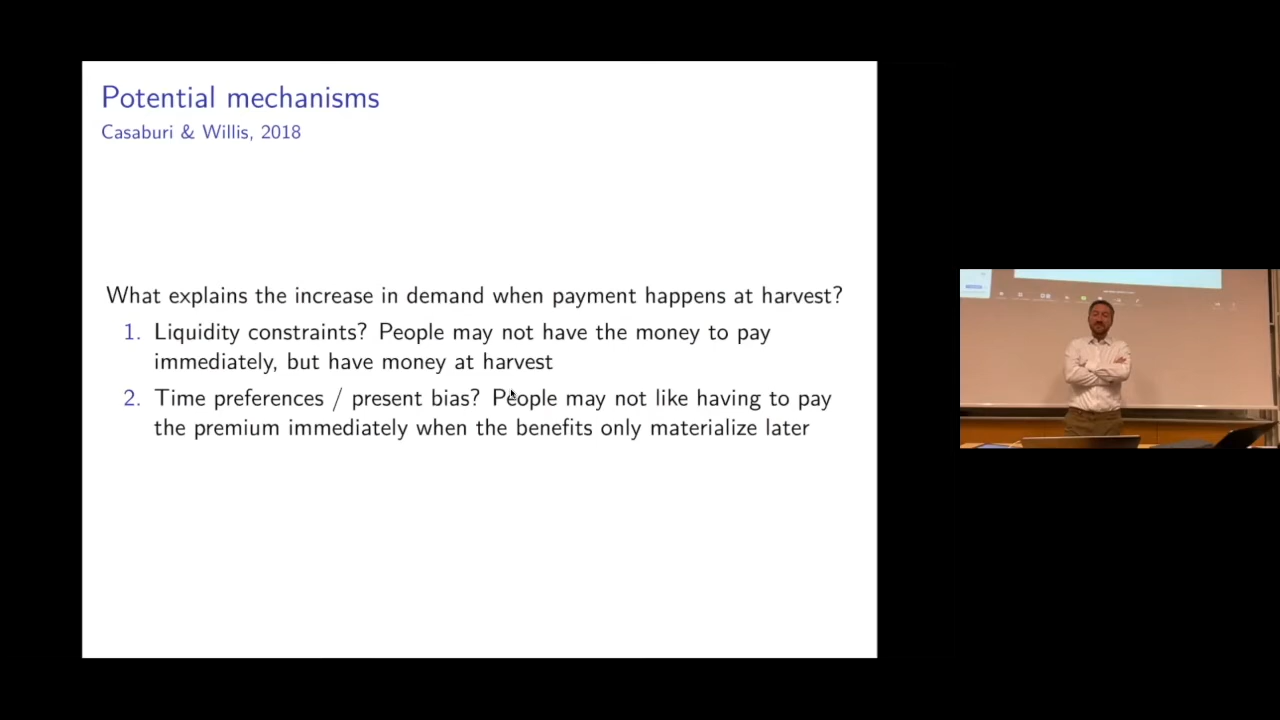 Potential mechanisms
Casaburi & Willis, 2018
What explains the increase in demand when payment happens at harvest?
1. Liquidity constraints? People may not have the money to pay
immediately, but have money at harvest
2. Time preferences / present bias? People may not like having to pay
the premium immediately when the benefits only materialize later